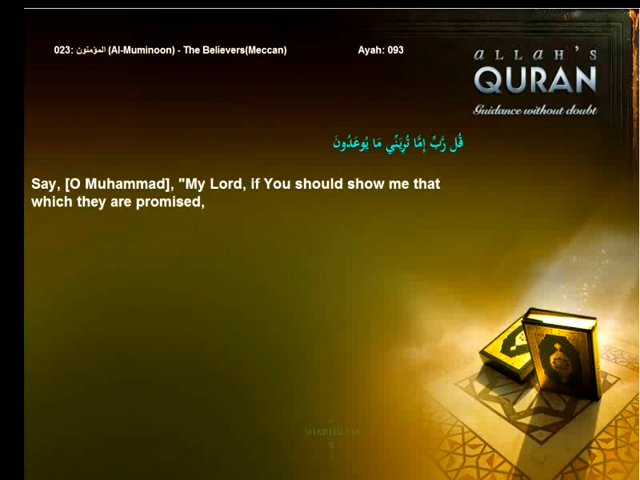 023: المؤمنون (Al-Muminoon) - The Believers(Meccan) Ayah: 093
ALLAH'S
QURAN
Guidance without doubt
قُل رَّبِّ إِمَّا تُرِيَنِّي مَا يُوعَدُونَ
Say, [O Muhammad], "My Lord, if You should show me that
which they are promised,